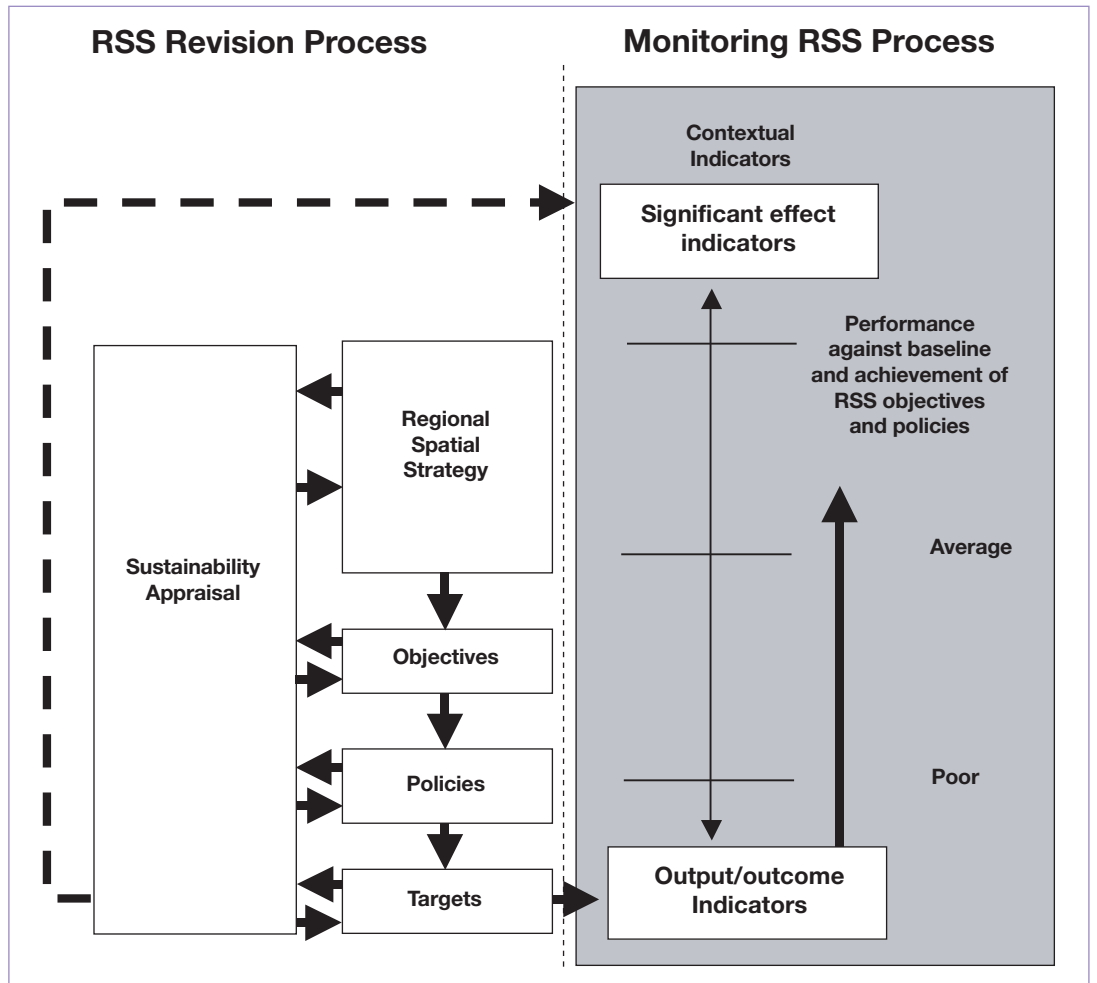 RSS Revision Process
Monitoring RSS Process
Contextual
Indicators
Significant effect
indicators
Performance
against baseline
and achievement of
RSS objectives
and policies
Regional
Spatial
Strategy
Sustainability
Appraisal
Average
Objectives
Policies
Poor
Targets
Output/outcome
Indicators